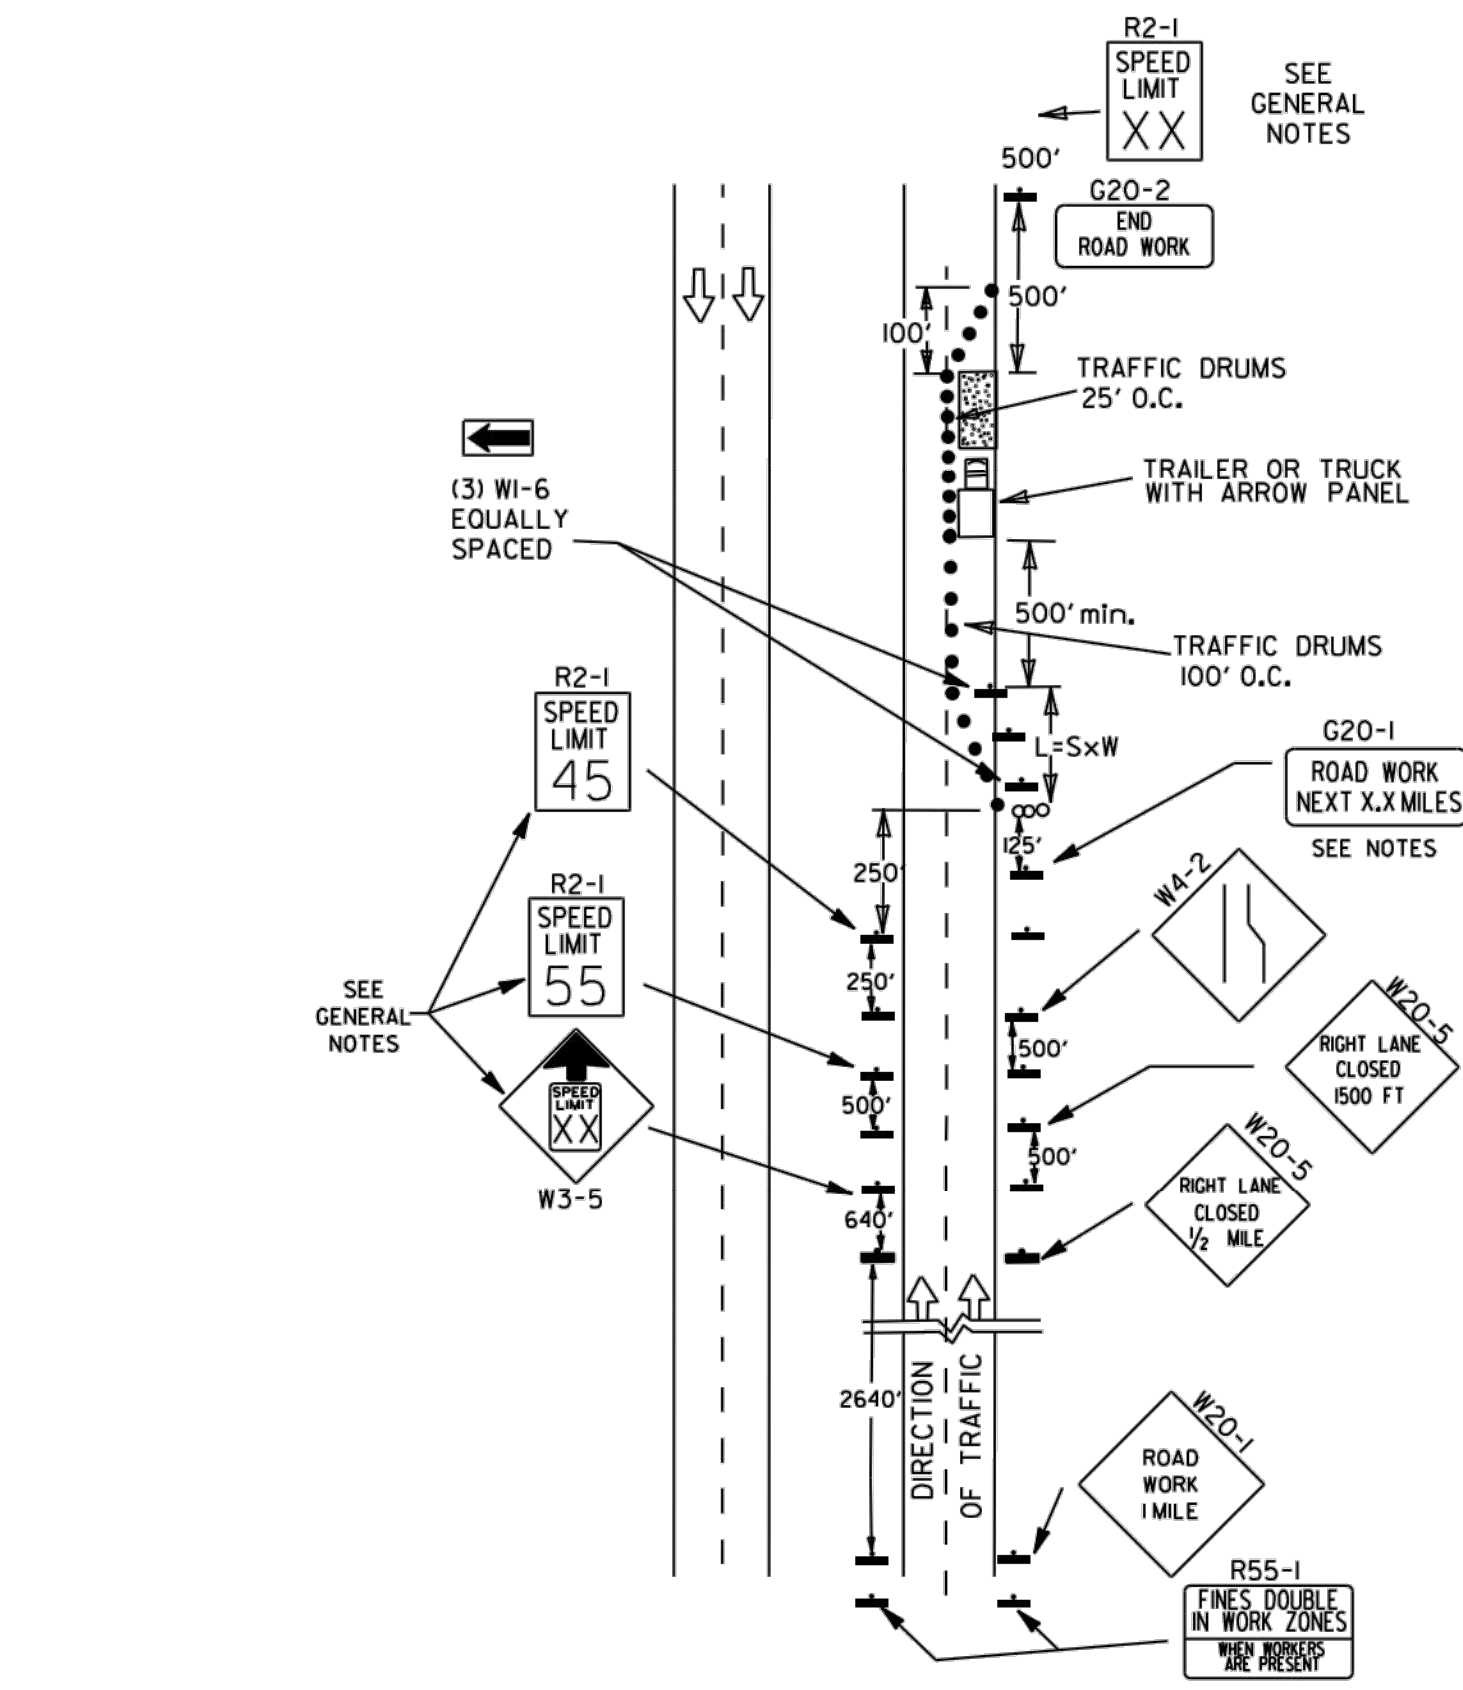 R2-1
SPEED
LIMIT
XX
SEE
GENERAL
NOTES
500'
G20-2
END
ROAD WORK
500'
100'
TRAFFIC DRUMS
25' O.C.
TRAILER OR TRUCK
WITH ARROW PANEL
(3) W1-6
EQUALLY
SPACED
500' min.
TRAFFIC DRUMS
100' O.C.
R2-1
SPEED
LIMIT
45
L=SxW
G20-1
ROAD WORK
NEXT X.X MILES
SEE NOTES
125'
250'
W4-2
R2-1
SPEED
LIMIT
55
250'
SEE
GENERAL
NOTES
500'
W20-5
RIGHT LANE
CLOSED
1500 FT
SPEED
LIMIT
XX
W3-5
500'
500'
W20-5
RIGHT LANE
CLOSED
1/2 MILE
640'
2640'
DIRECTION
OF TRAFFIC
W20-1
ROAD
WORK
1 MILE
R55-1
FINES DOUBLE
IN WORK ZONES
WHEN WORKERS
ARE PRESENT